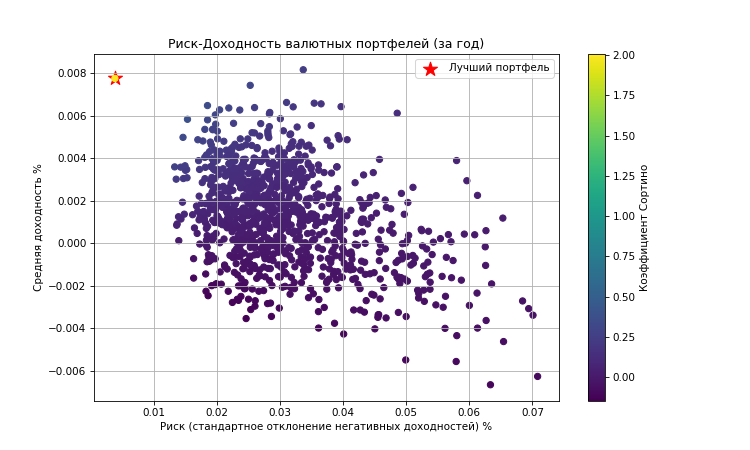 Риск-Доходность валютных портфелей (за год)
Лучший портфель
Средняя доходность %
0.008
0.006
0.004
0.002
0.000
−0.002
−0.004
−0.006
0.01 0.02 0.03 0.04 0.05 0.06 0.07
Риск (стандартное отклонение негативных доходностей) %
2.00
1.75
1.50
1.25
1.00
0.75
0.50
0.25
0.00
Коэффициент Сортино